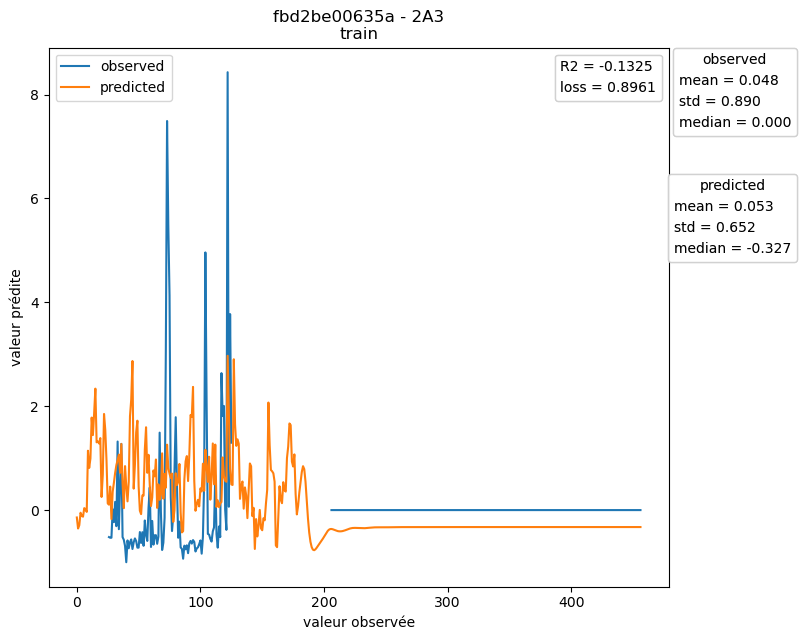 fbd2be00635a - 2A3
train
observed
predicted
R2 = -0.1325
loss = 0.8961
observed
mean = 0.048
std = 0.890
median = 0.000
predicted
mean = 0.053
std = 0.652
median = -0.327
valeur prédite
8
6
4
2
0
0 100 200 300 400
valeur observée